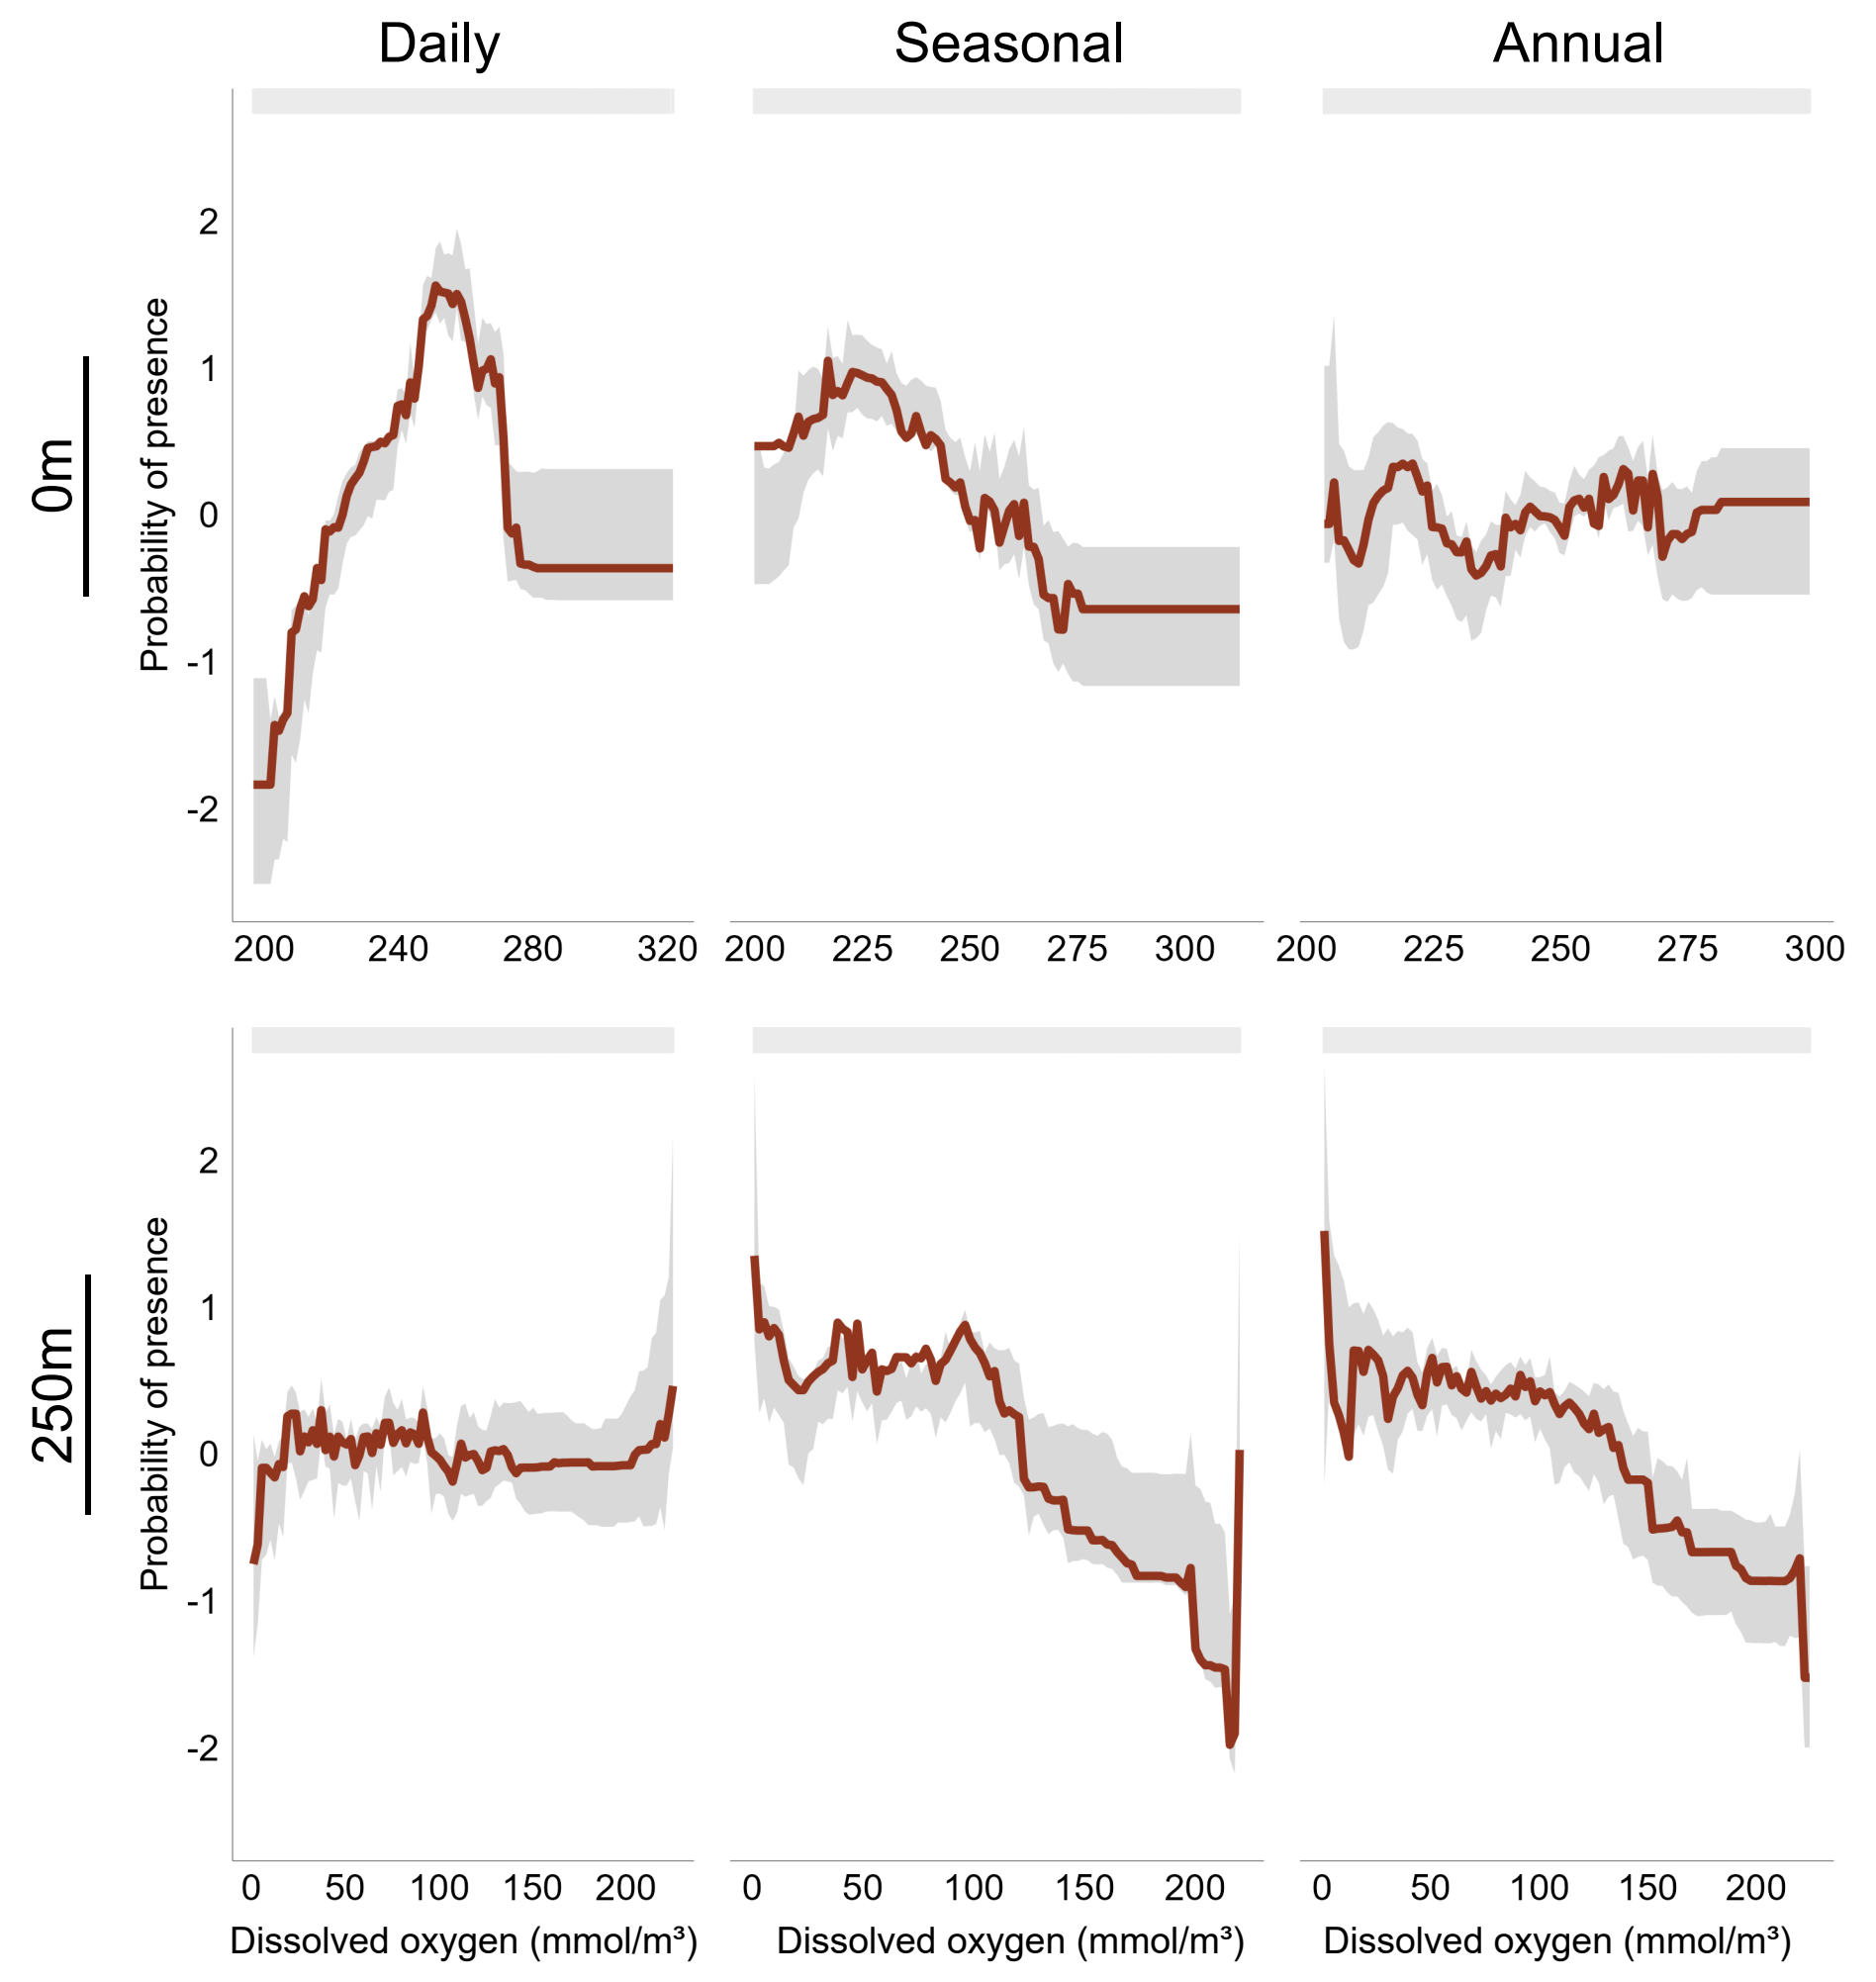 Daily Seasonal Annual
0m
Probability of presence
2
1
0
-1
-2
200 240 280 320 200 225 250 275 300 200 225 250 275 300
250m
Probability of presence
2
1
0
-1
-2
0 50 100 150 200 0 50 100 150 200 0 50 100 150 200
Dissolved oxygen (mmol/m³) Dissolved oxygen (mmol/m³) Dissolved oxygen (mmol/m³)